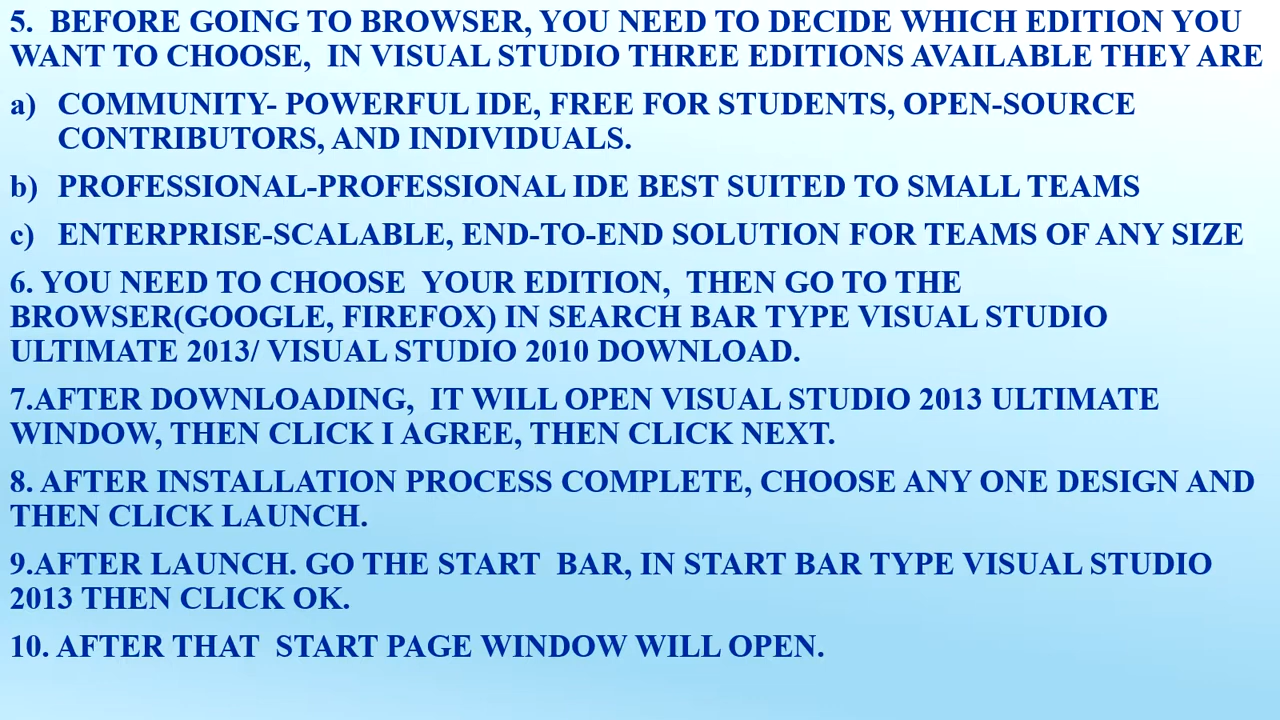 5.  BEFORE GOING TO BROWSER, YOU NEED TO DECIDE WHICH EDITION YOU
WANT TO CHOOSE,  IN VISUAL STUDIO THREE EDITIONS AVAILABLE THEY ARE
a)  COMMUNITY- POWERFUL IDE, FREE FOR STUDENTS, OPEN-SOURCE
CONTRIBUTORS, AND INDIVIDUALS.
b)  PROFESSIONAL-PROFESSIONAL IDE BEST SUITED TO SMALL TEAMS
c)  ENTERPRISE-SCALABLE, END-TO-END SOLUTION FOR TEAMS OF ANY SIZE
6. YOU NEED TO CHOOSE  YOUR EDITION,  THEN GO TO THE
BROWSER(GOOGLE, FIREFOX) IN SEARCH BAR TYPE VISUAL STUDIO
ULTIMATE 2013/ VISUAL STUDIO 2010 DOWNLOAD.
7.AFTER DOWNLOADING,  IT WILL OPEN VISUAL STUDIO 2013 ULTIMATE
WINDOW, THEN CLICK I AGREE, THEN CLICK NEXT.
8. AFTER INSTALLATION PROCESS COMPLETE, CHOOSE ANY ONE DESIGN AND
THEN CLICK LAUNCH.
9.AFTER LAUNCH. GO THE START  BAR, IN START BAR TYPE VISUAL STUDIO
2013 THEN CLICK OK.
10. AFTER THAT  START PAGE WINDOW WILL OPEN.